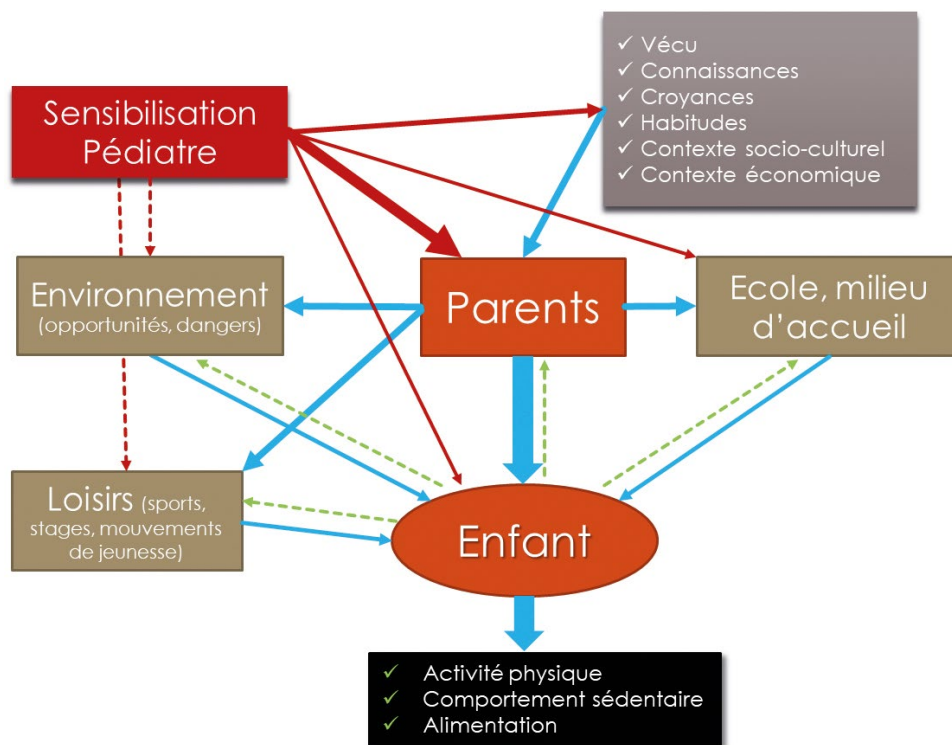 Sensibilisation
Pédiatre
✓ Vécu
✓ Connaissances
✓ Croyances
✓ Habitudes
✓ Contexte socio-culturel
✓ Contexte économique
Environnement
(opportunités, dangers)
Parents
Ecole, milieu
d’accueil
Loisirs (sports,
stages, mouvements
de jeunesse)
Enfant
✓ Activité physique
✓ Comportement sédentaire
✓ Alimentation